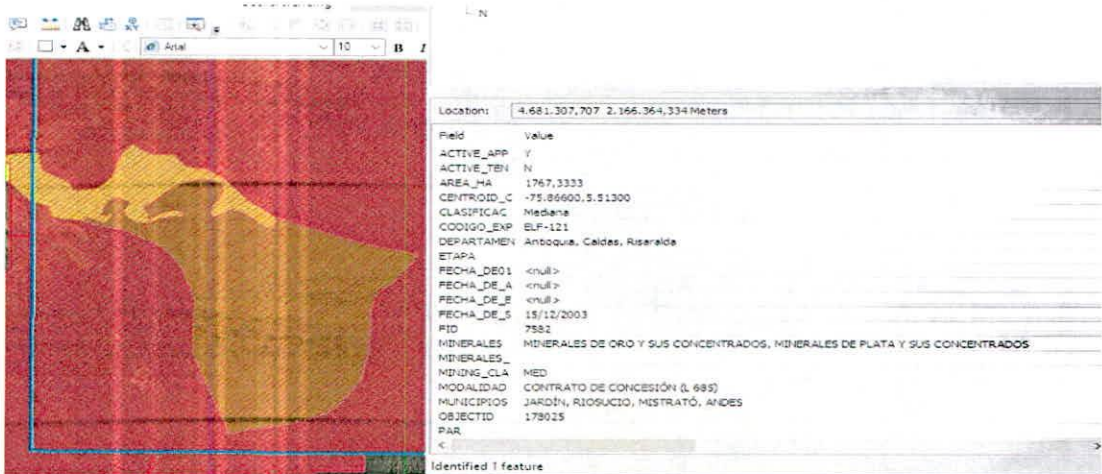 N
Arial 10 B I
Location: 4.681.307,707 2.166.364,334 Meters
Field Value
ACTIVE_APP Y
ACTIVE_TEN N
AREA_HA 1767,3333
CENTROID_C -75.86600,5.51300
CLASIFICAC Mediana
CODIGO_EXP ELF-121
DEPARTAMEN Antioquia, Caldas, Risaralda
ETAPA
FECHA_DE01 <null>
FECHA_DE_A <null>
FECHA_DE_E <null>
FECHA_DE_S 15/12/2003
FID 7582
MINERALES MINERALES DE ORO Y SUS CONCENTRADOS, MINERALES DE PLATA Y SUS CONCENTRADOS
MINERALES_
MINING_CLA MED
MODALIDAD CONTRATO DE CONCESIÓN (L 685)
MUNICIPIOS JARDÍN, RIOSUCIO, MISTRATÓ, ANDES
OBJECTID 178025
PAR
Identified 1 feature